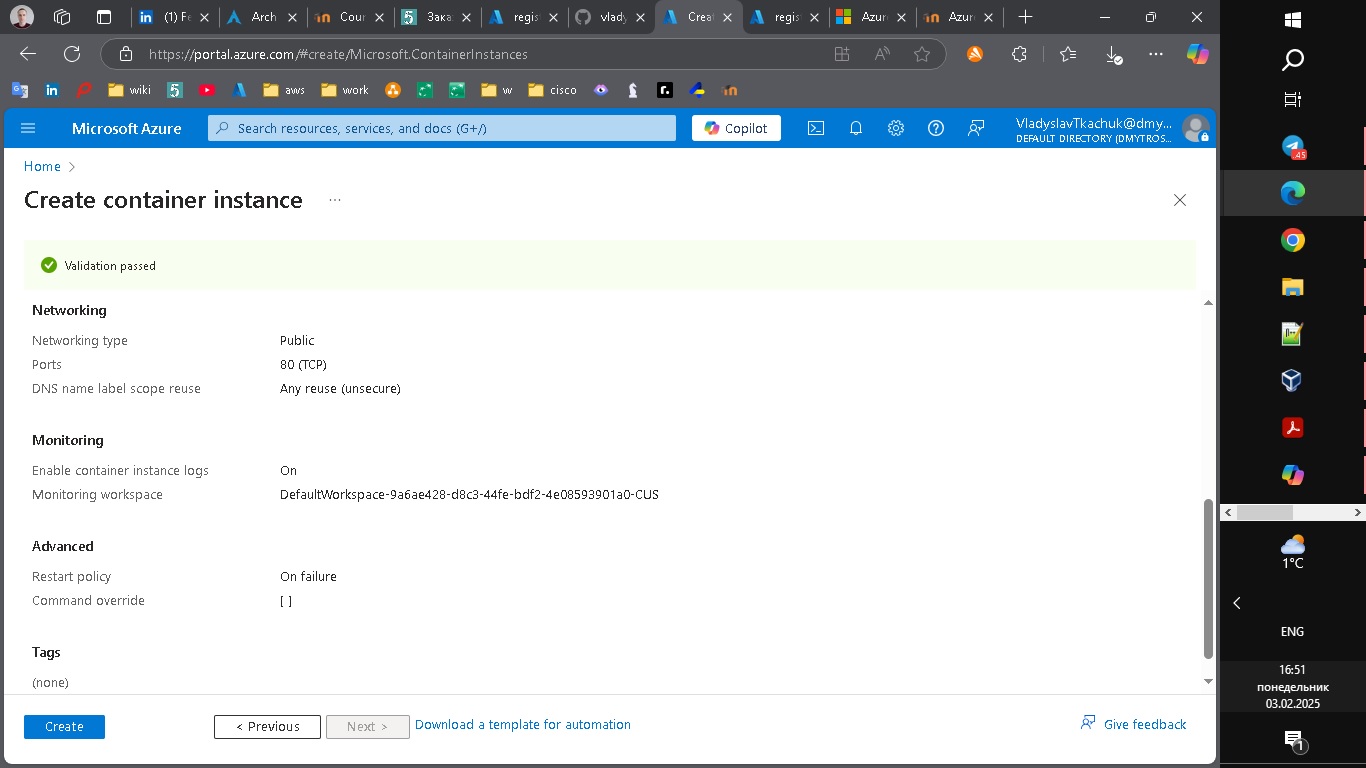 (1) Fe
Arch
Cour
Зака
regist
vlady
Crea
regist
Azur
Azure
https://portal.azure.com/#create/Microsoft.ContainerInstances
wiki
aws
work
w
cisco
Microsoft Azure
Search resources, services, and docs (G+/)
Copilot
VladyslavTkachuk@dmy...
DEFAULT DIRECTORY (DMYTROS...
Home >
Create container instance ...
Validation passed
Networking
Networking type Public
Ports 80 (TCP)
DNS name label scope reuse Any reuse (unsecure)
Monitoring
Enable container instance logs On
Monitoring workspace DefaultWorkspace-9a6ae428-d8c3-44fe-bdf2-4e08593901a0-CUS
Advanced
Restart policy On failure
Command override [ ]
Tags
(none)
Create
< Previous
Next >
Download a template for automation
Give feedback
45
1°C
ENG
16:51
понедельник
03.02.2025
1